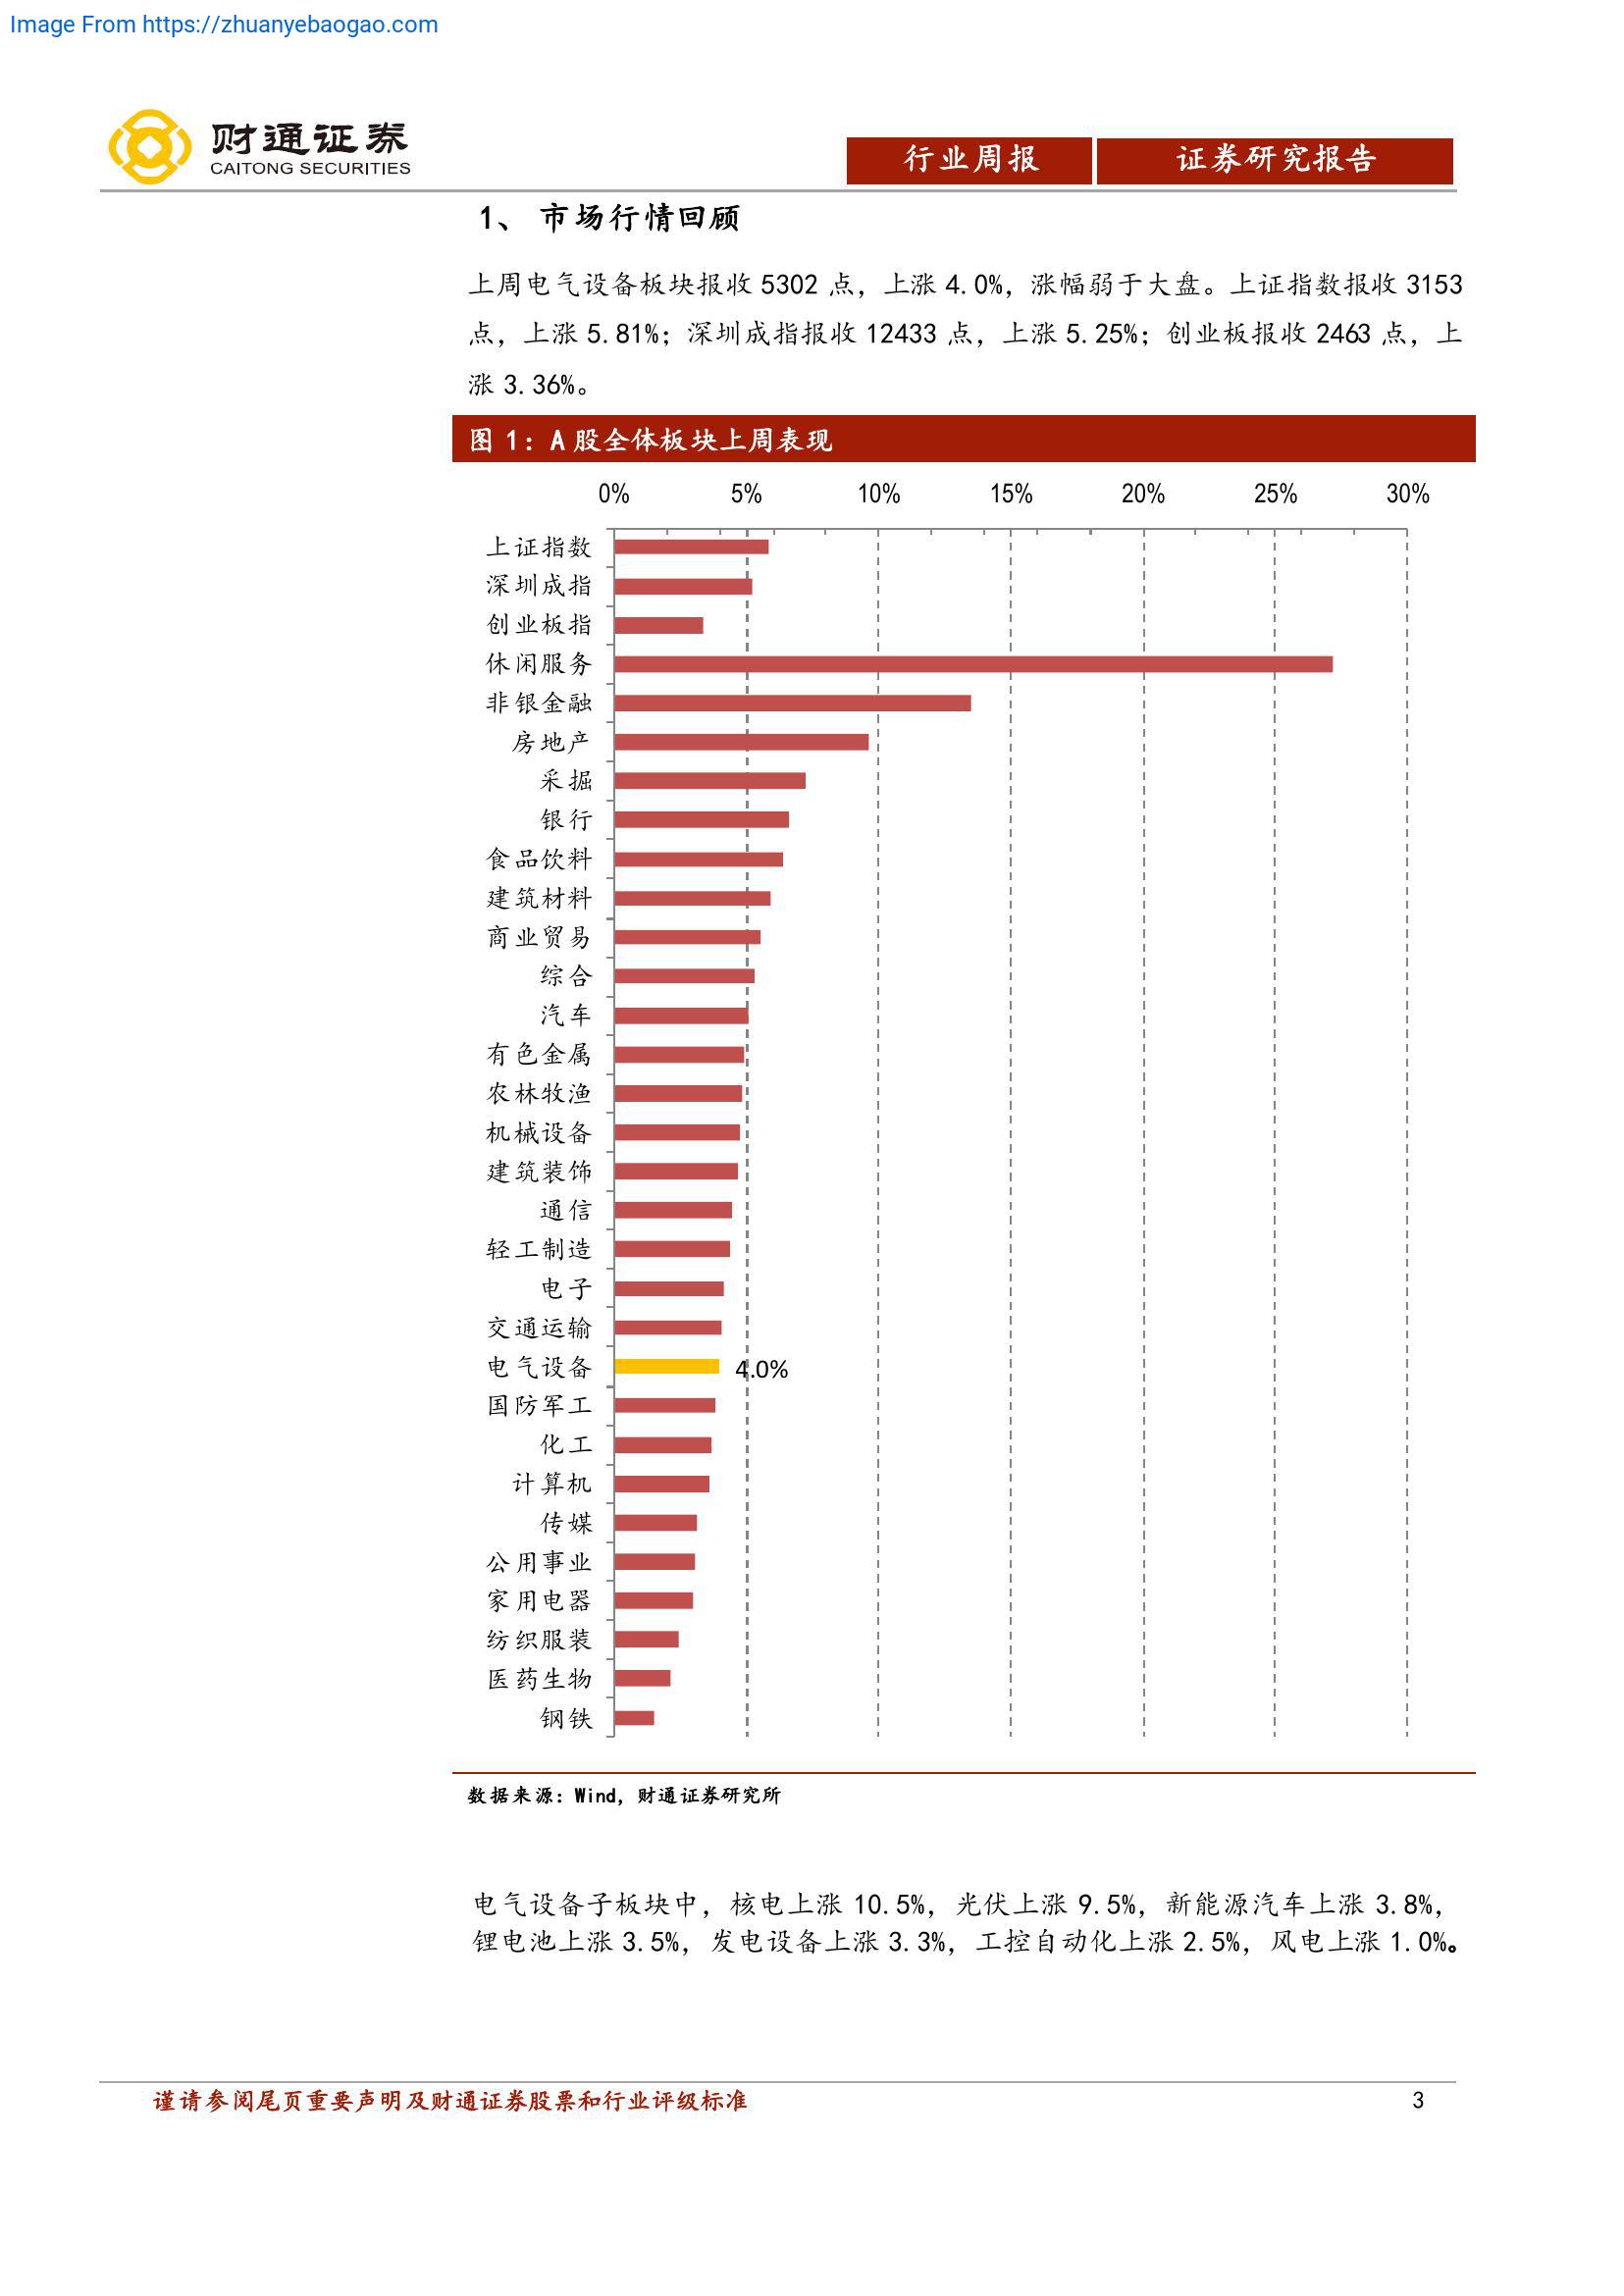 Image From https://zhuanyebaogao.com
财通证券
CAITONG SECURITIES
行业周报
证券研究报告
1、 市场行情回顾
上周电气设备板块报收 5302 点，上涨 4.0%，涨幅弱于大盘。上证指数报收 3153
点，上涨 5.81%；深圳成指报收 12433 点，上涨 5.25%；创业板报收 2463 点，上
涨 3.36%。
图 1：A 股全体板块上周表现
0% 5% 10% 15% 20% 25% 30%
上证指数
深圳成指
创业板指
休闲服务
非银金融
房地产
采掘
银行
食品饮料
建筑材料
商业贸易
综合
汽车
有色金属
农林牧渔
机械设备
建筑装饰
通信
轻工制造
电子
交通运输
电气设备 4.0%
国防军工
化工
计算机
传媒
公用事业
家用电器
纺织服装
医药生物
钢铁
数据来源：Wind，财通证券研究所
电气设备子板块中，核电上涨 10.5%，光伏上涨 9.5%，新能源汽车上涨 3.8%，
锂电池上涨 3.5%，发电设备上涨 3.3%，工控自动化上涨 2.5%，风电上涨 1.0%。
谨请参阅尾页重要声明及财通证券股票和行业评级标准
3